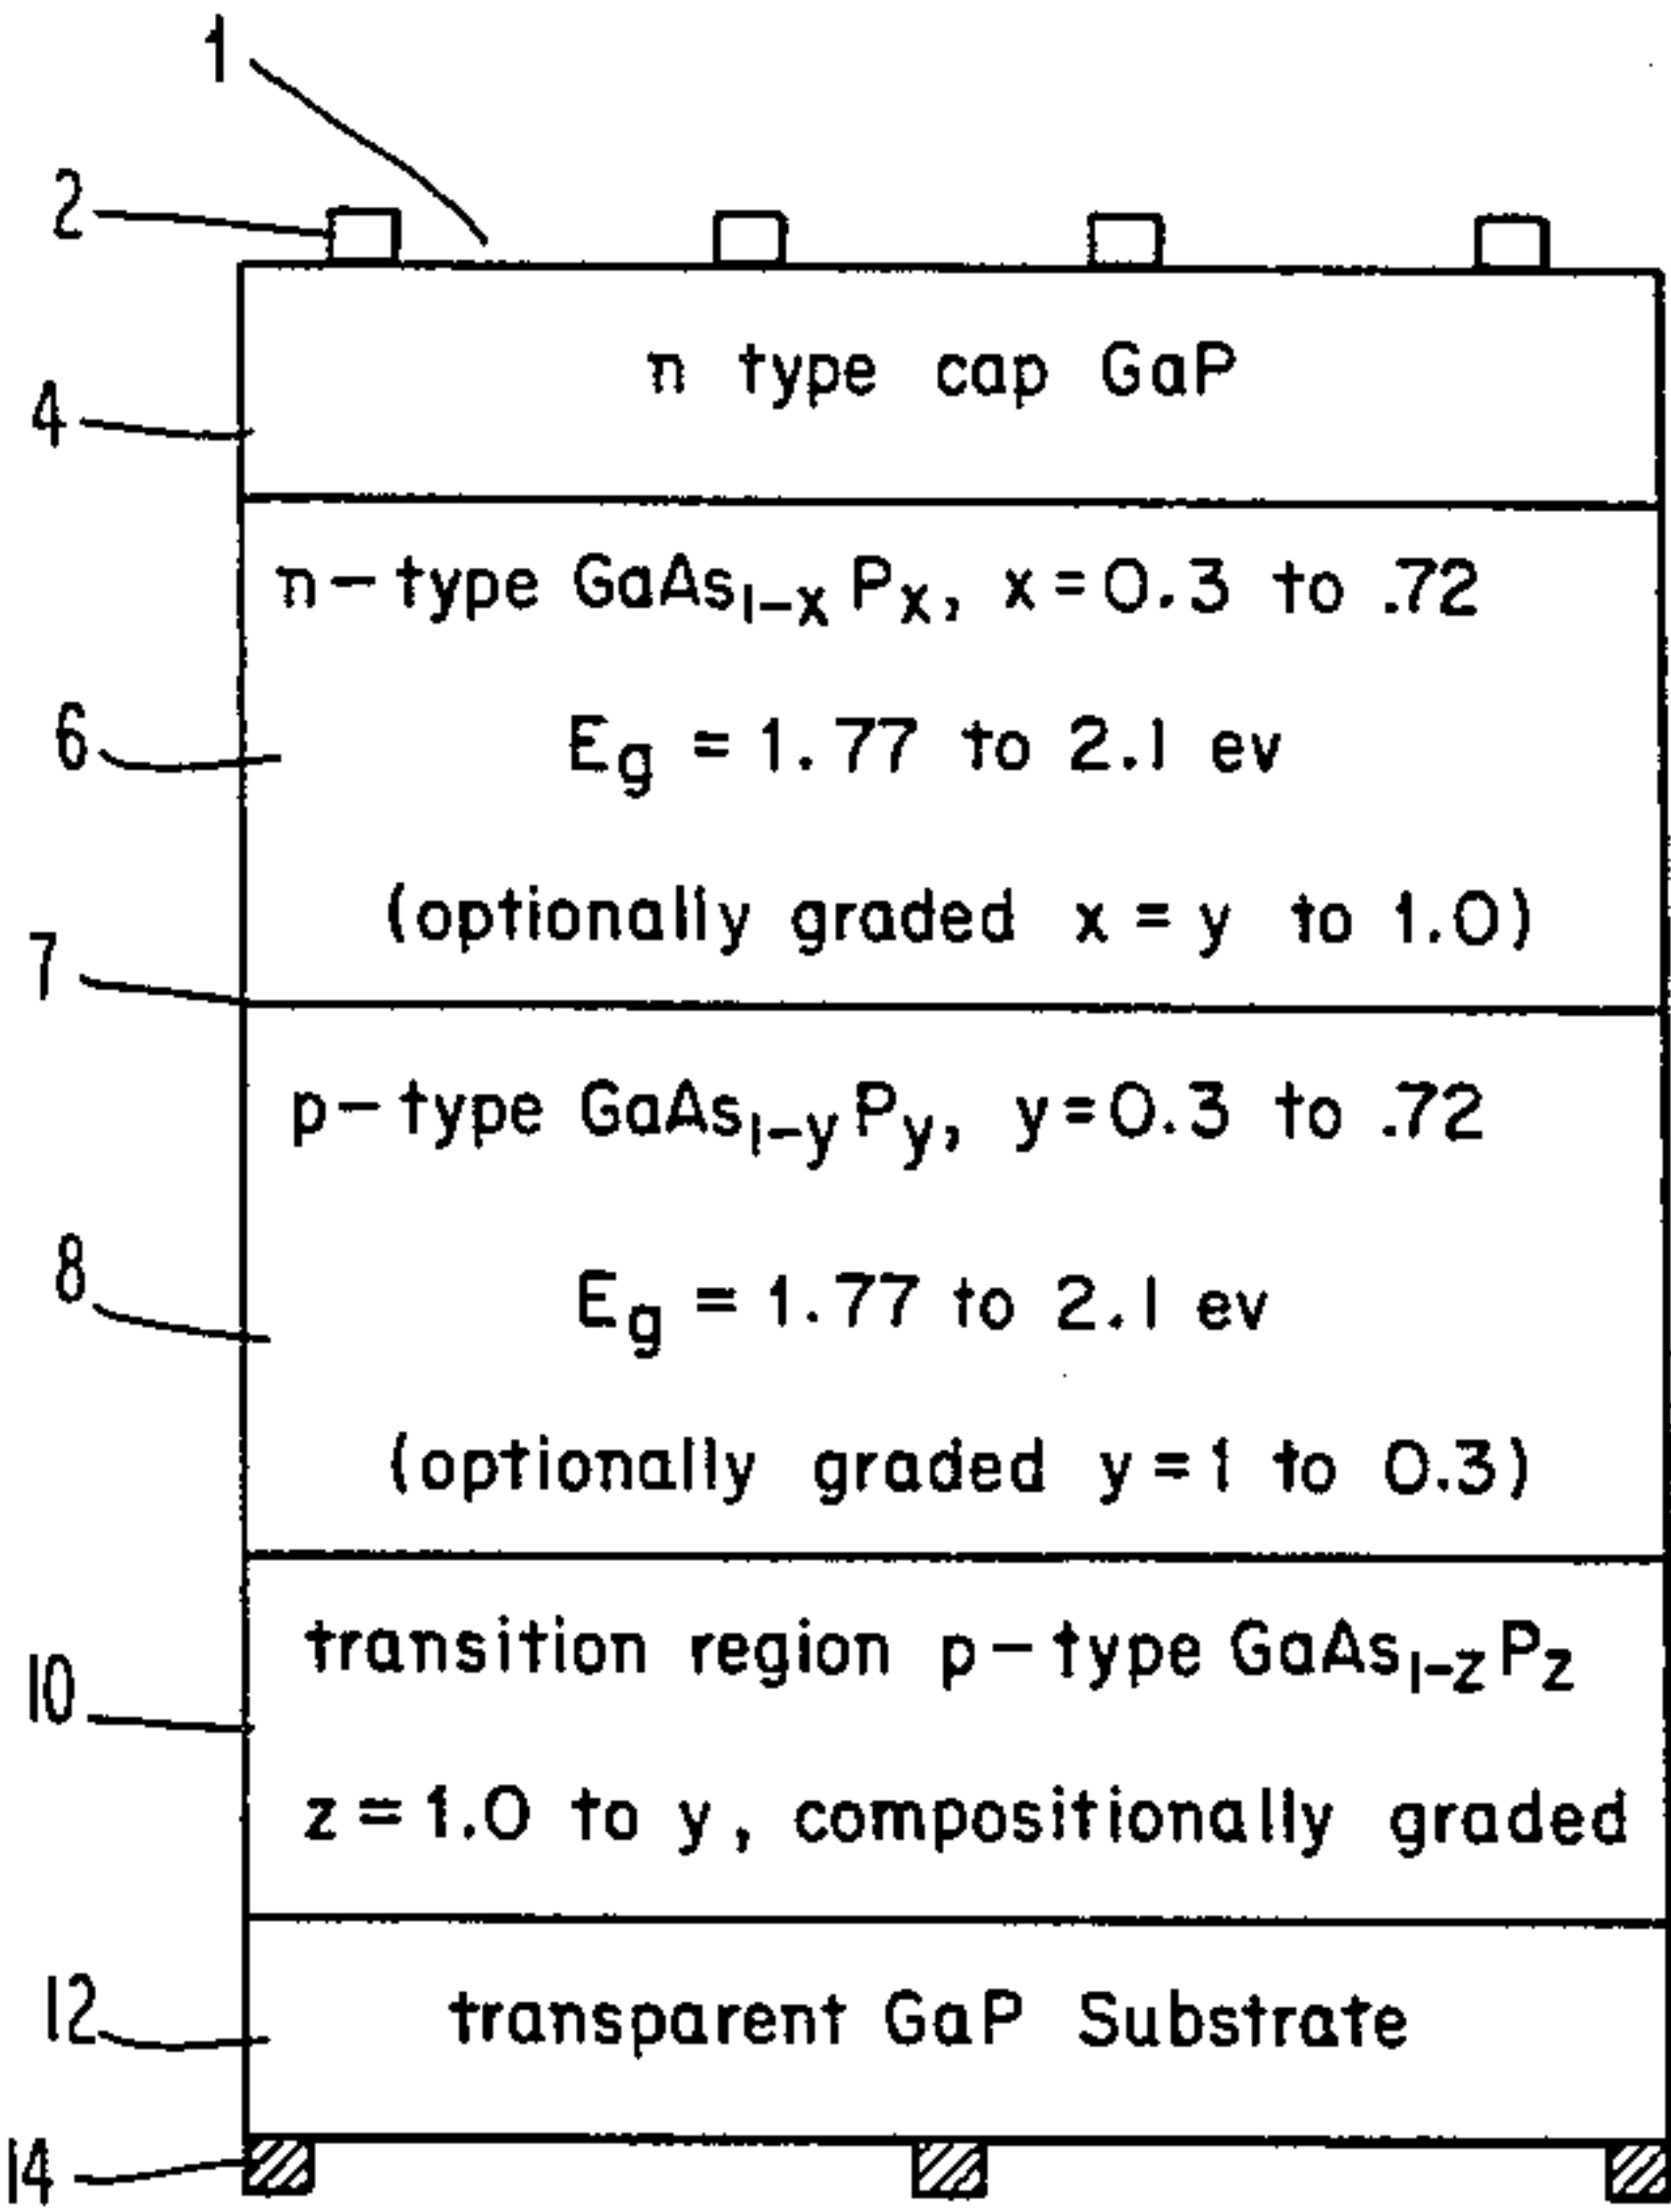 1
2
n type cap GaP
4
n-type GaAs₁₋ₓPₓ, x=0.3 to .72
6
Eg = 1.77 to 2.1 ev
(optionally graded x = y to 1.0)
7
p-type GaAs1-yPy, y=0.3 to .72
8
Eg = 1.77 to 2.1 ev
(optionally graded y=1 to 0.3)
transition region p-type GaAs1-zPz
10
z=1.0 to y, compositionally graded
12
transparent GaP Substrate
14